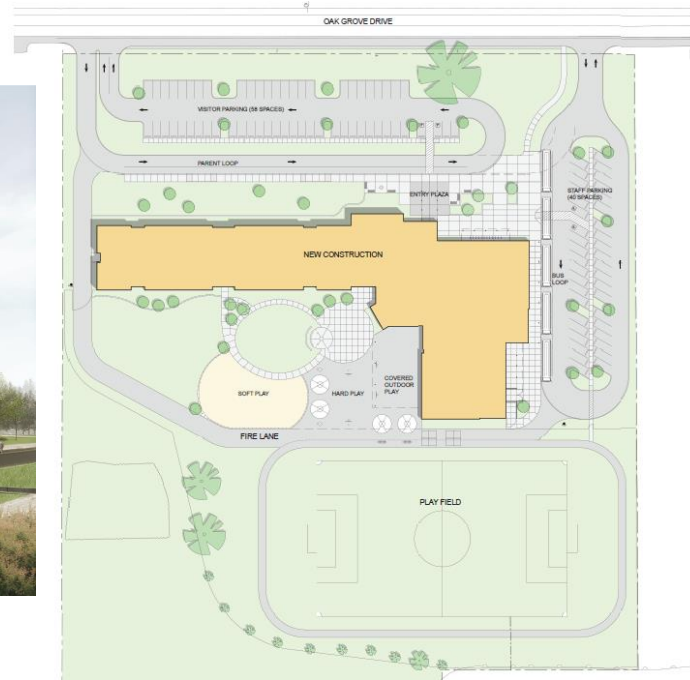 OAK GROVE DRIVE
VISITOR PARKING (58 SPACES)
PARENT LOOP
ENTRY PLAZA
STAFF PARKING
(40 SPACES)
NEW CONSTRUCTION
BUS
LOOP
COVERED
OUTDOOR
PLAY
SOFT PLAY
HARD PLAY
FIRE LANE
PLAY FIELD